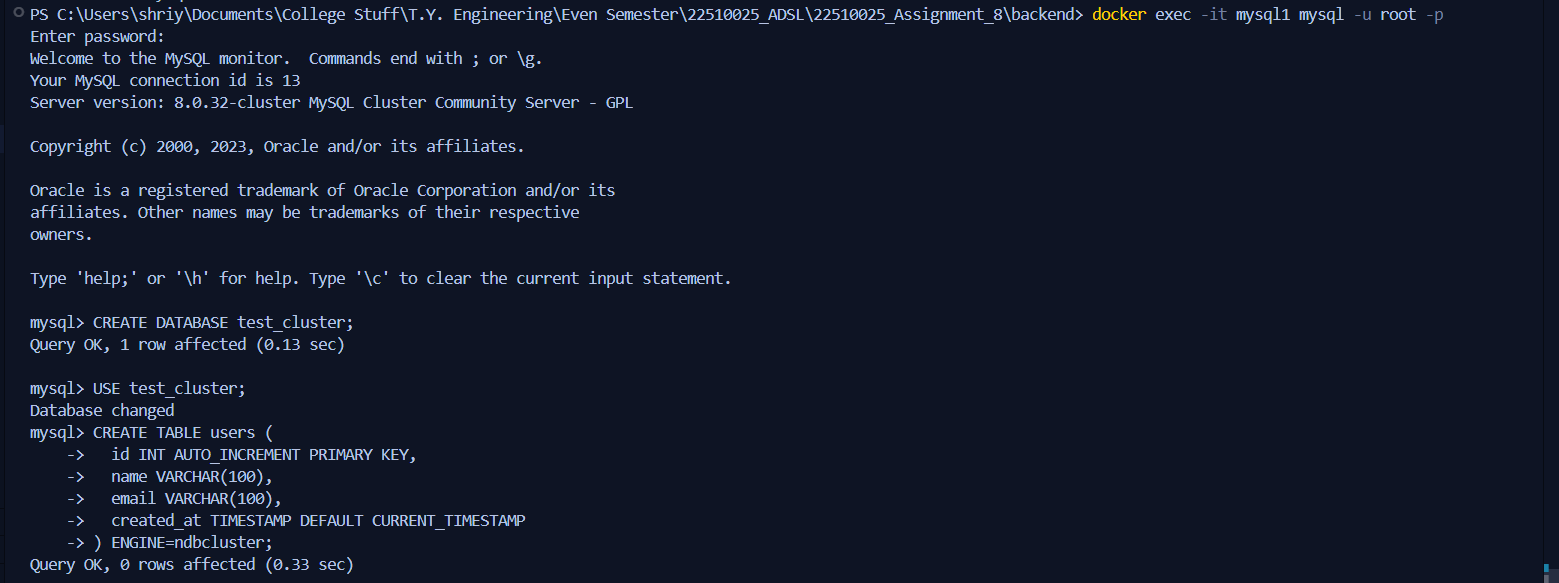 PS C:\Users\shriy\Documents\College Stuff\T.Y. Engineering\Even Semester\22510025_ADSL\22510025_Assignment_8\backend> docker exec -it mysql1 mysql -u root -p
Enter password:
Welcome to the MySQL monitor.  Commands end with ; or \g.
Your MySQL connection id is 13
Server version: 8.0.32-cluster MySQL Cluster Community Server - GPL

Copyright (c) 2000, 2023, Oracle and/or its affiliates.

Oracle is a registered trademark of Oracle Corporation and/or its
affiliates. Other names may be trademarks of their respective
owners.

Type 'help;' or '\h' for help. Type '\c' to clear the current input statement.

mysql> CREATE DATABASE test_cluster;
Query OK, 1 row affected (0.13 sec)

mysql> USE test_cluster;
Database changed
mysql> CREATE TABLE users (
    ->   id INT AUTO_INCREMENT PRIMARY KEY,
    ->   name VARCHAR(100),
    ->   email VARCHAR(100),
    ->   created_at TIMESTAMP DEFAULT CURRENT_TIMESTAMP
    -> ) ENGINE=ndbcluster;
Query OK, 0 rows affected (0.33 sec)